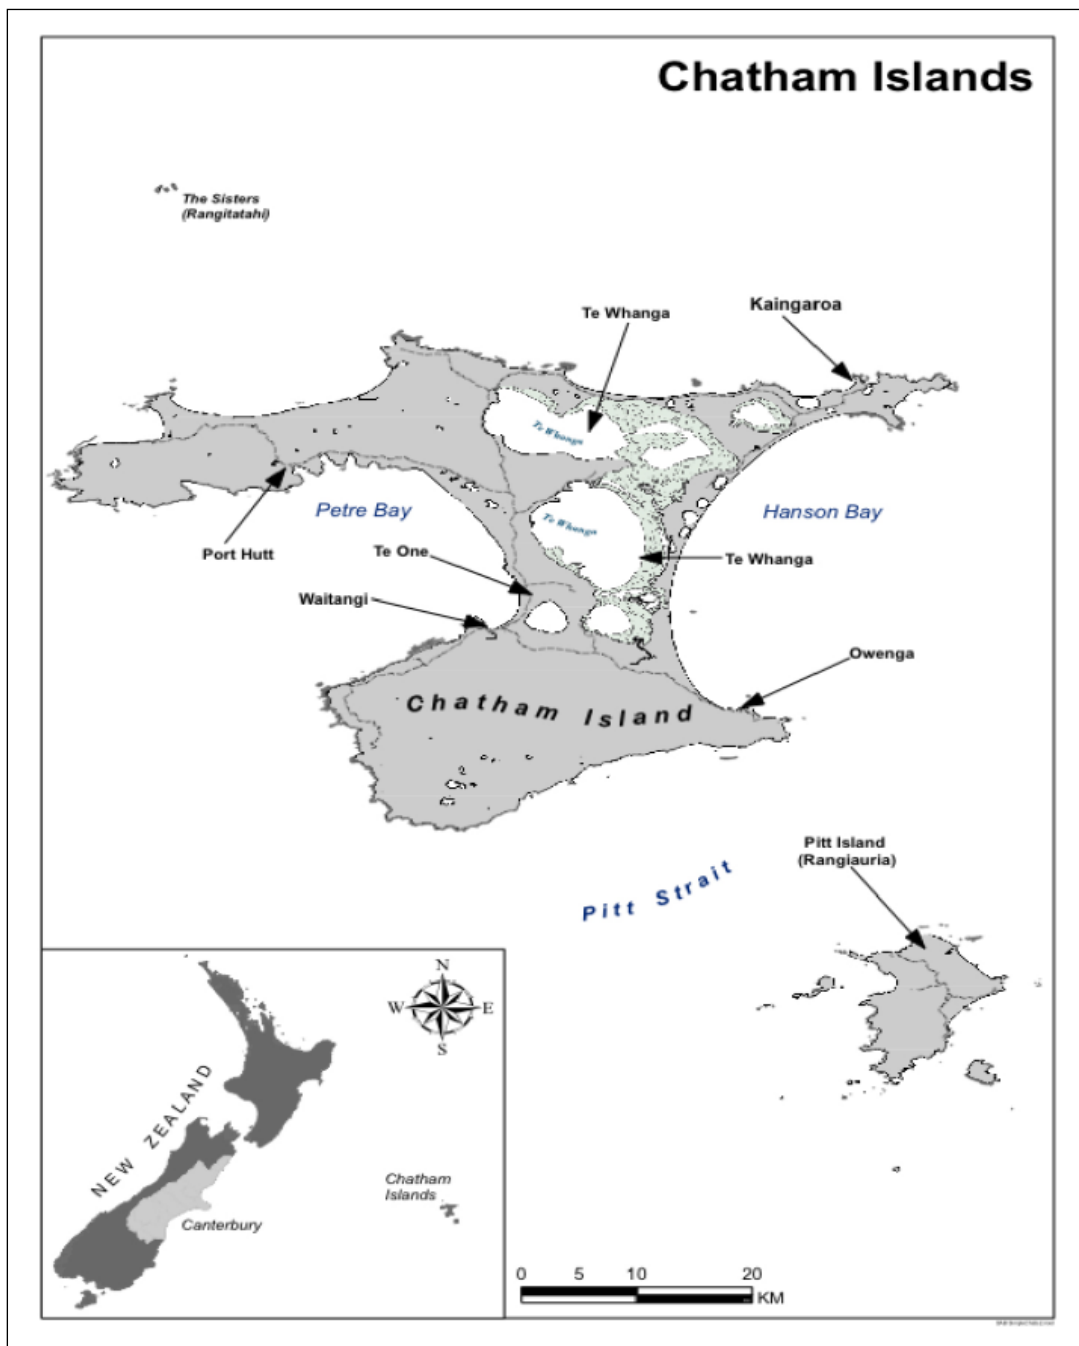 Chatham Islands
The Sisters
(Rangitatahi)
Te Whanga
Kaingaroa
Te Whanga
Petre Bay
Hanson Bay
Te Whanga
Port Hutt
Te One
Te Whanga
Waitangi
Owenga
Chatham Island
Pitt Island
(Rangiauria)
Pitt Strait
N
W
E
S
NEW ZEALAND
Chatham
Islands
Canterbury
0 5 10 20
KM